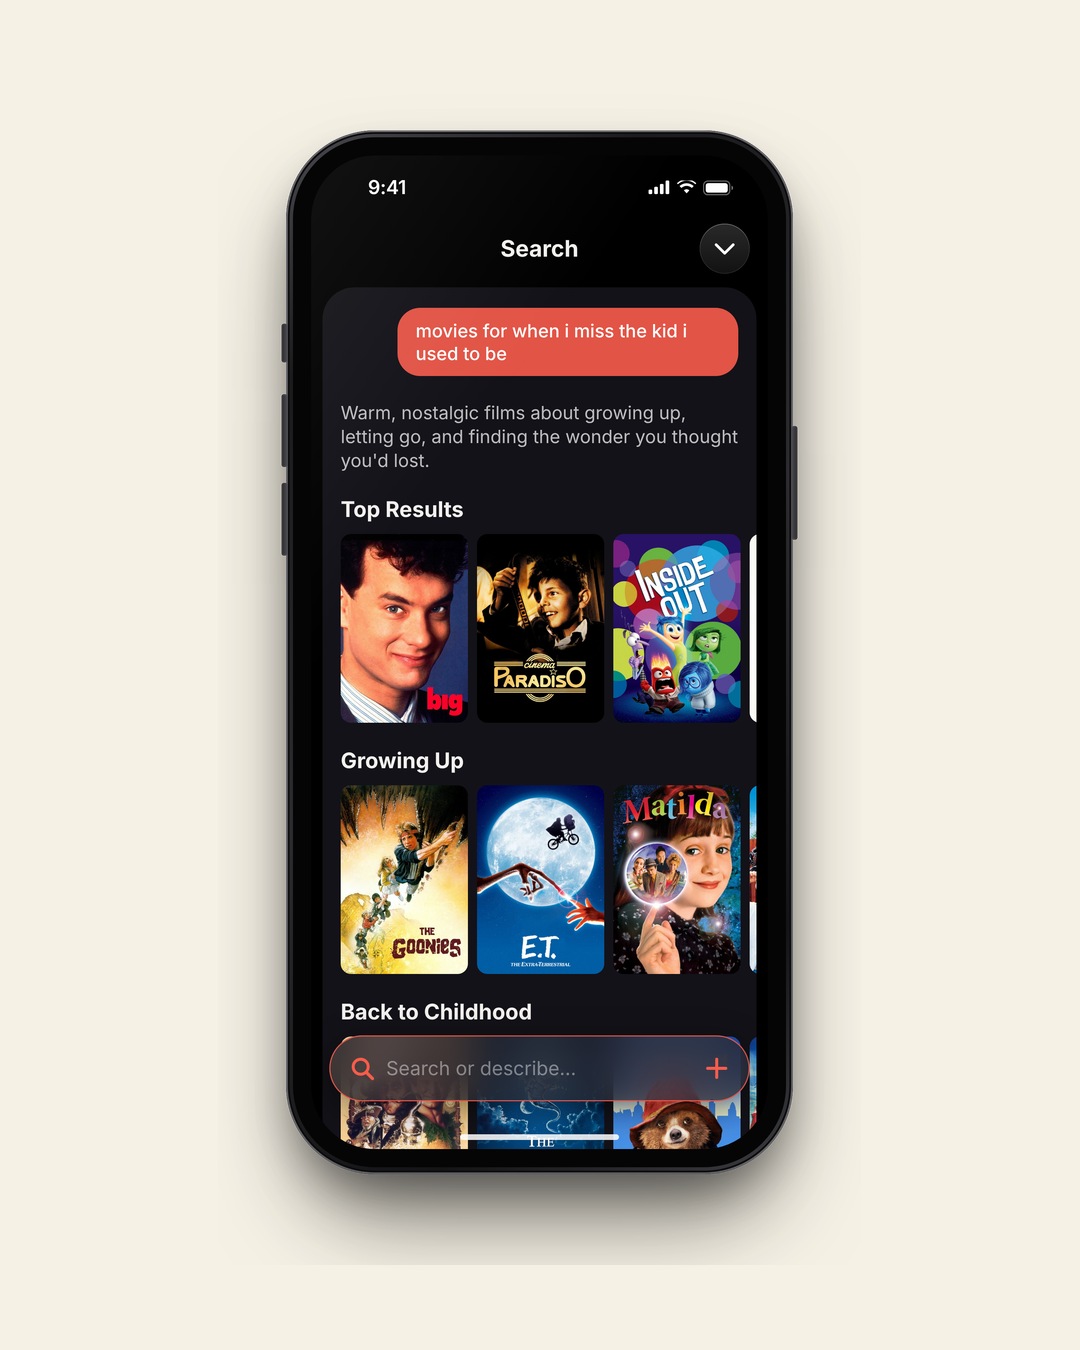 9:41
Search
movies for when i miss the kid i
used to be
Warm, nostalgic films about growing up,
letting go, and finding the wonder you thought
you'd lost.
Top Results
big
cinema
PARADISO
INSIDE
OUT
Growing Up
THE
GOONIES
E.T.
THE EXTRA-TERRESTRIAL
Matilda
Back to Childhood
Search or describe...
THE